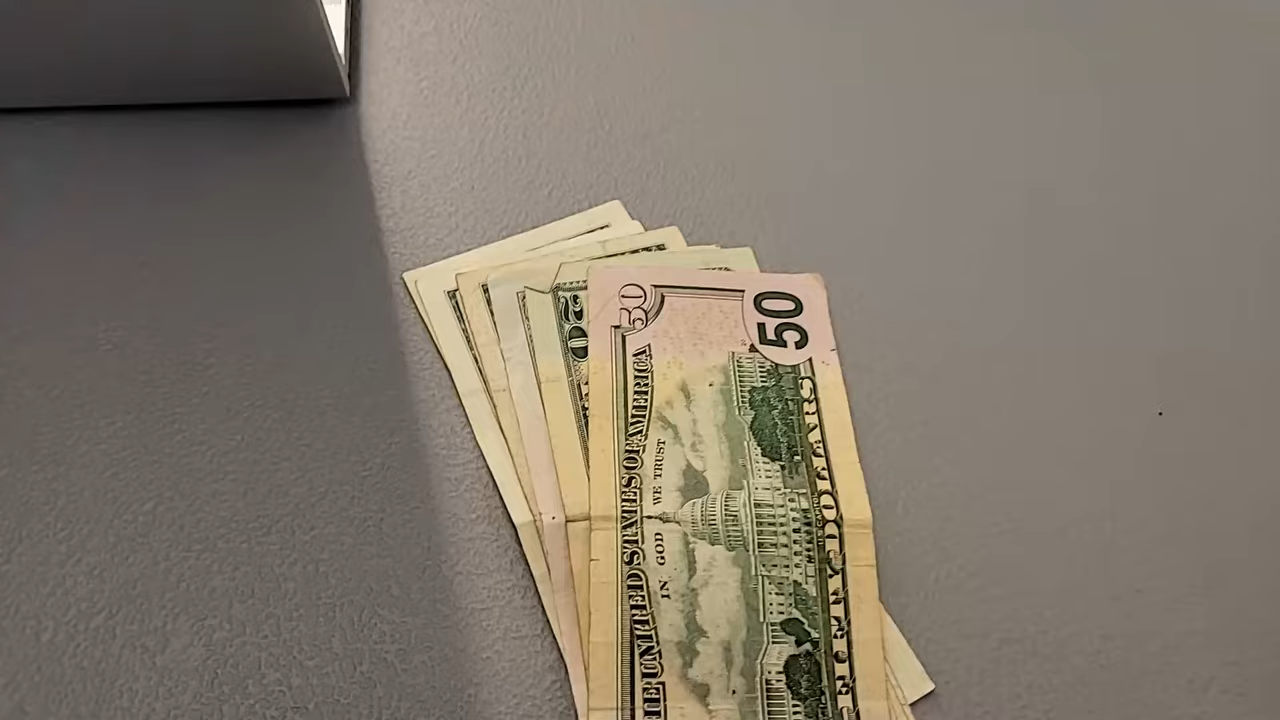 50
50
20
THE UNITED STATES OF AMERICA
IN GOD WE TRUST
FIFTY DOLLARS